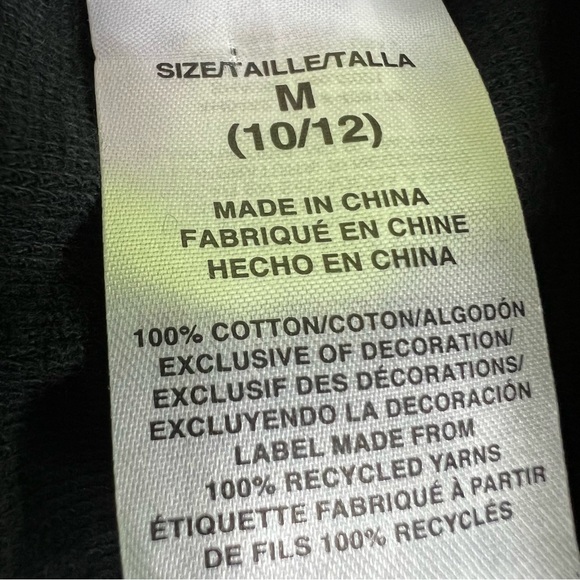 SIZE/TAILLE/TALLA
M
(10/12)
MADE IN CHINA
FABRIQUÉ EN CHINE
HECHO EN CHINA
100% COTTON/COTON/ALGODÓN
EXCLUSIVE OF DECORATION/
EXCLUSIF DES DÉCORATIONS/
EXCLUYENDO LA DECORACIÓN
LABEL MADE FROM
100% RECYCLED YARNS
ÉTIQUETTE FABRIQUÉ À PARTIR
DE FILS 100% RECYCLÉS